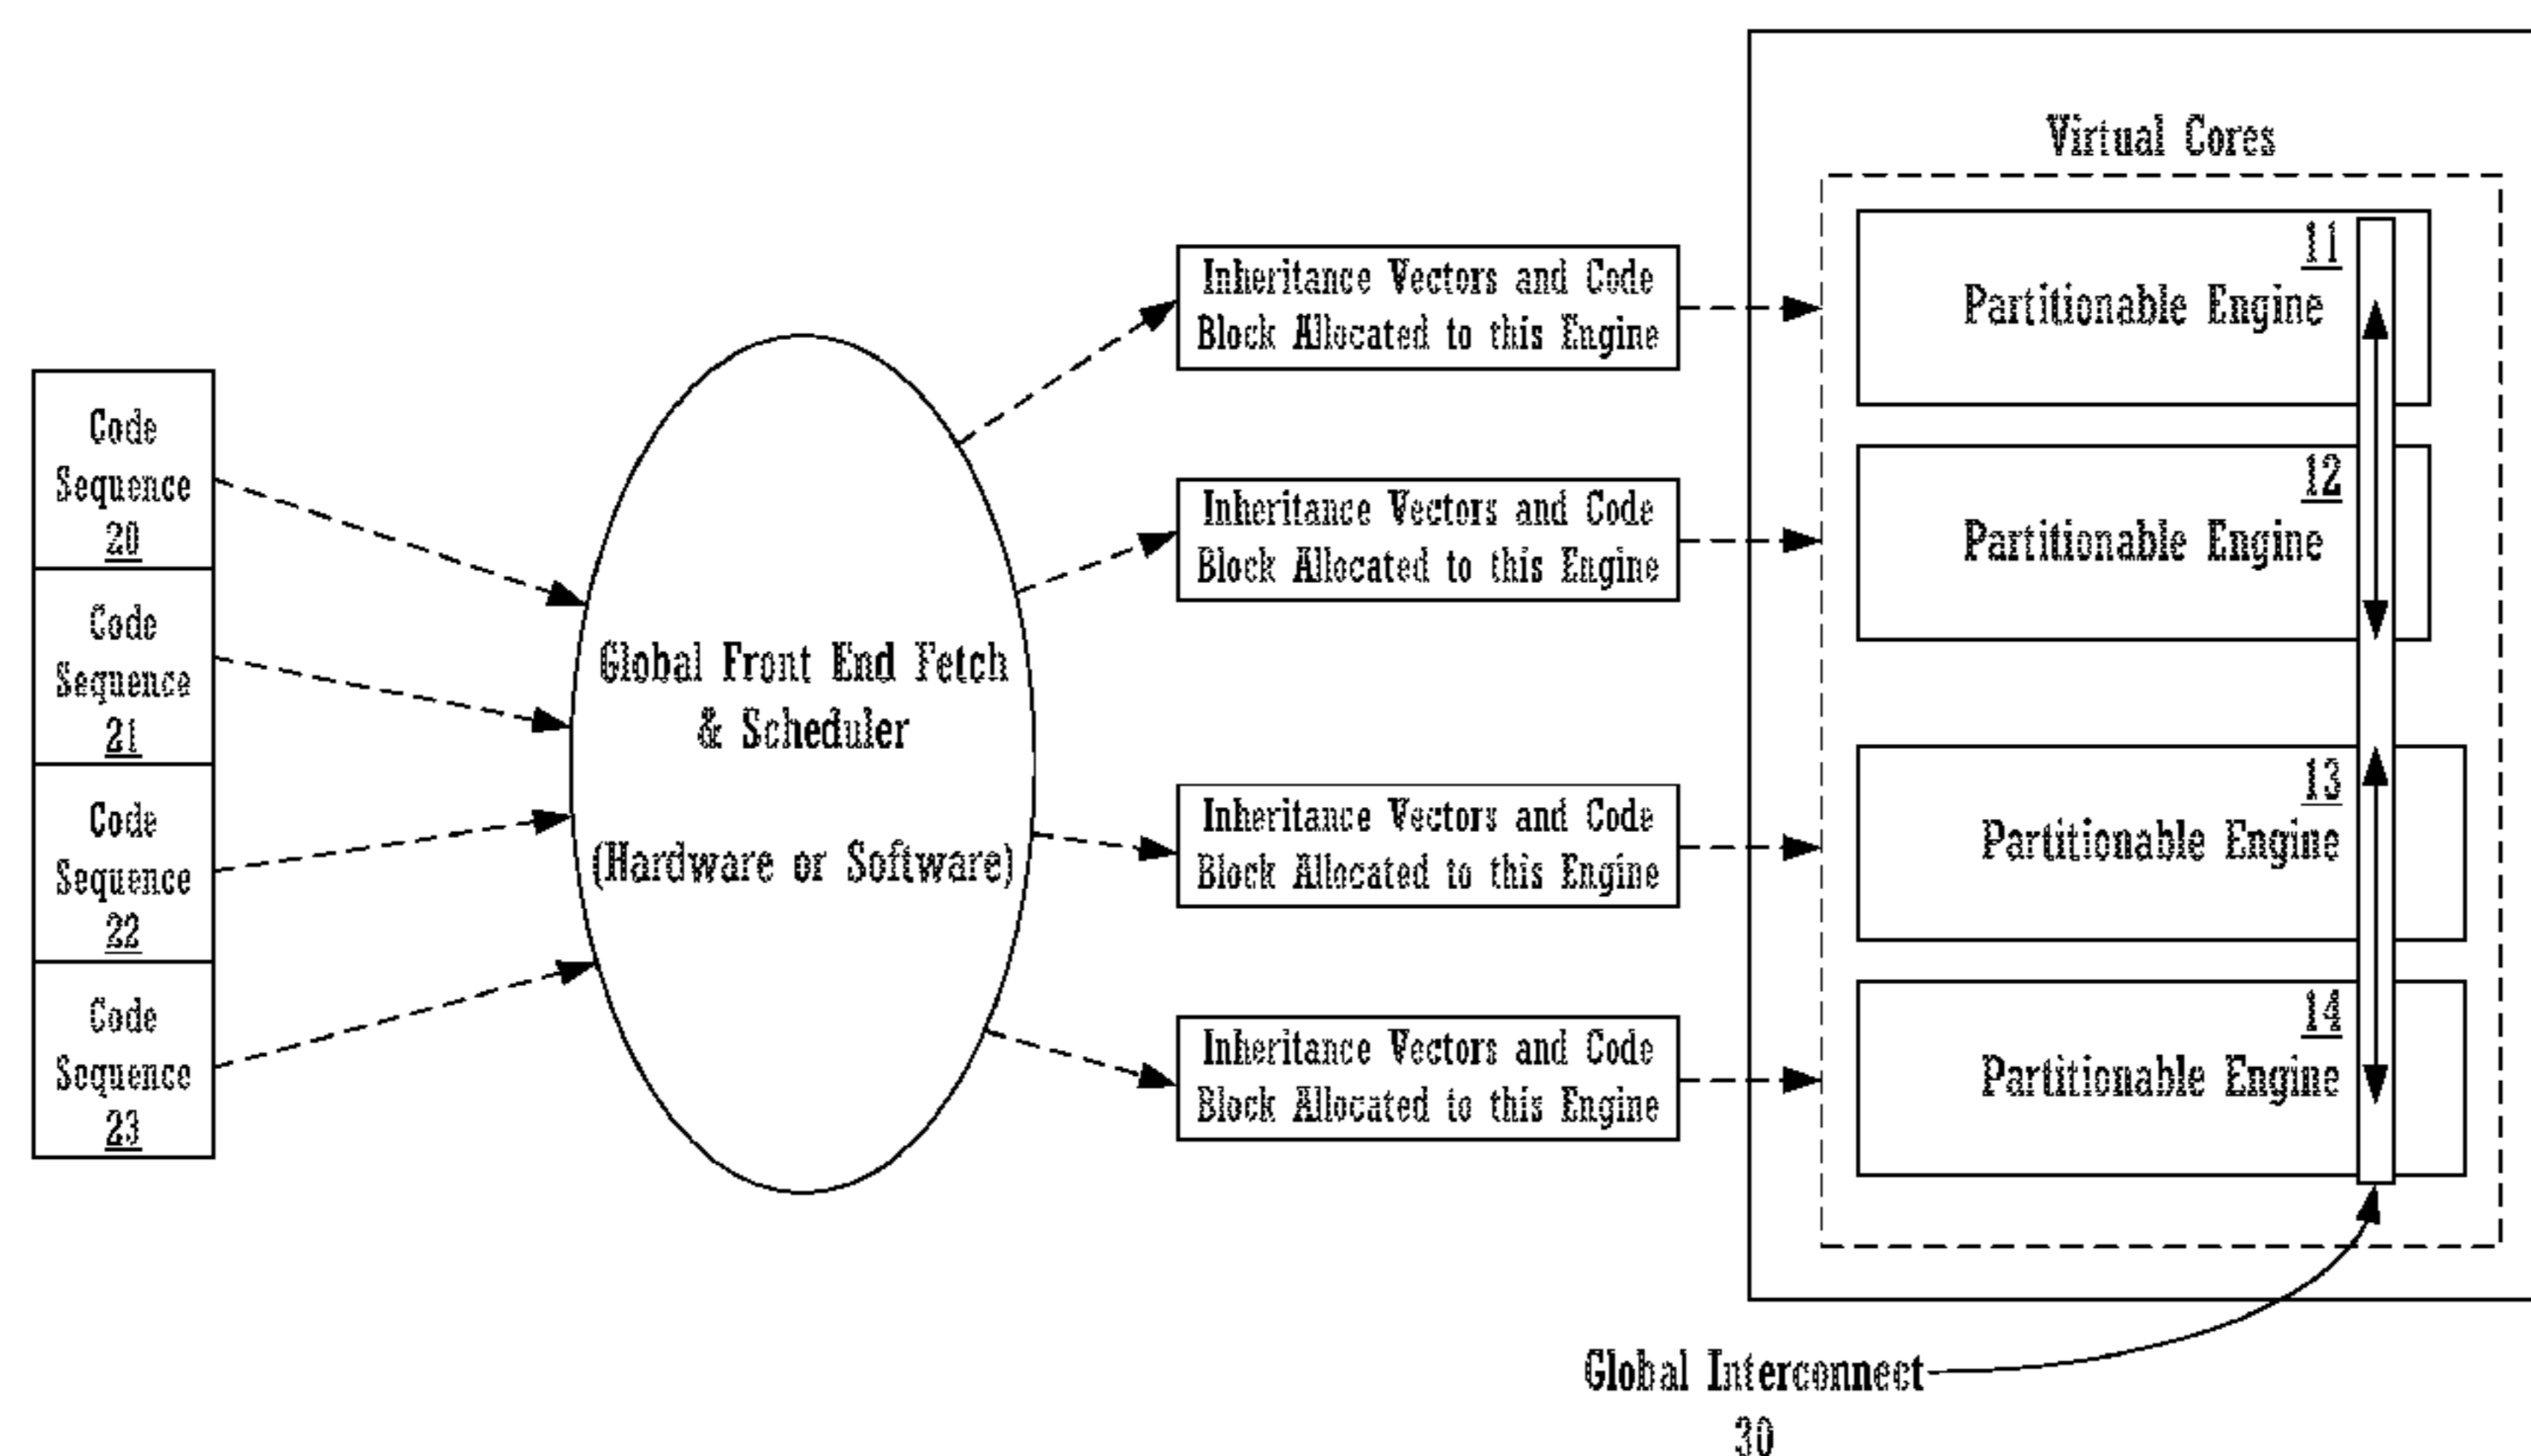 Code
Sequence
20
Code
Sequence
21
Code
Sequence
22
Code
Sequence
23
Global Front End Fetch
& Scheduler
(Hardware or Software)
Inheritance Vectors and Code
Block Allocated to this Engine
Inheritance Vectors and Code
Block Allocated to this Engine
Inheritance Vectors and Code
Block Allocated to this Engine
Inheritance Vectors and Code
Block Allocated to this Engine
Virtual Cores
11
Partitionable Engine
12
Partitionable Engine
13
Partitionable Engine
14
Partitionable Engine
Global Interconnect
30